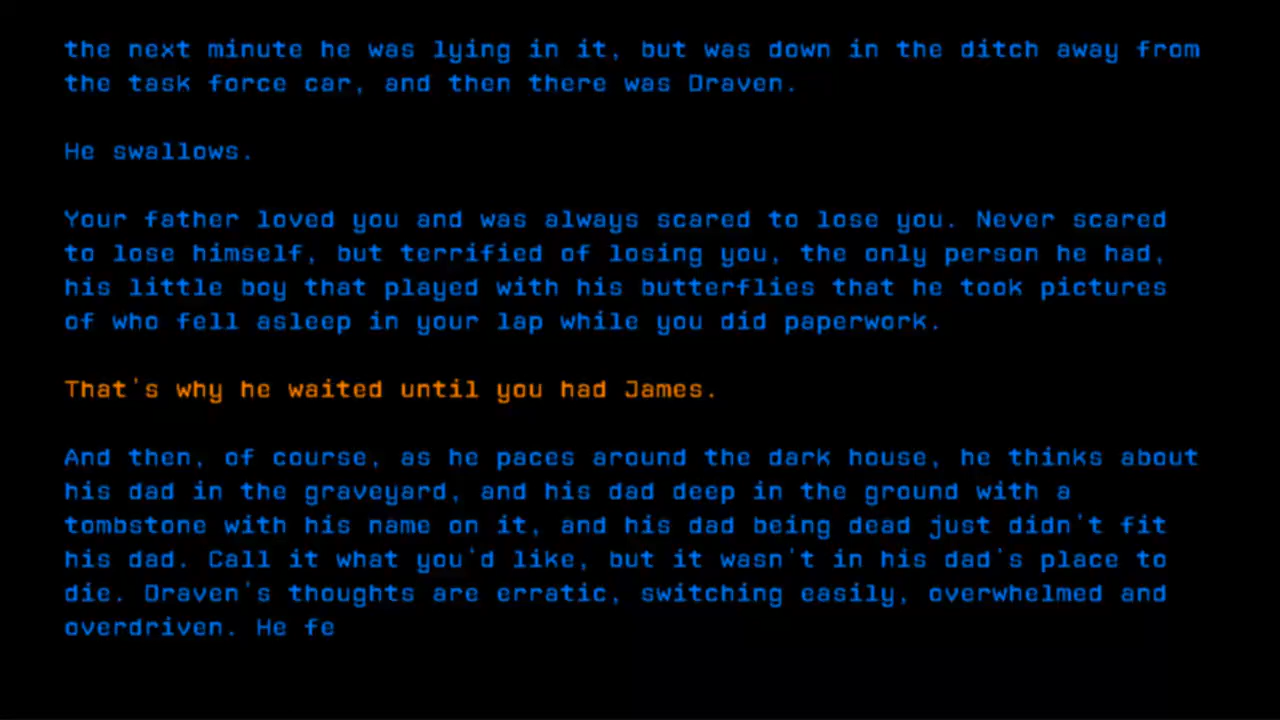 the next minute he was lying in it, but was down in the ditch away from
the task force car, and then there was Draven.
He swallows.
Your father loved you and was always scared to lose you. Never scared
to lose himself, but terrified of losing you, the only person he had,
his little boy that played with his butterflies that he took pictures
of who fell asleep in your lap while you did paperwork.
That's why he waited until you had James.
And then, of course, as he paces around the dark house, he thinks about
his dad in the graveyard, and his dad deep in the ground with a
tombstone with his name on it, and his dad being dead just didn't fit
his dad. Call it what you'd like, but it wasn't in his dad's place to
die. Draven's thoughts are erratic, switching easily, overwhelmed and
overdriven. He fe